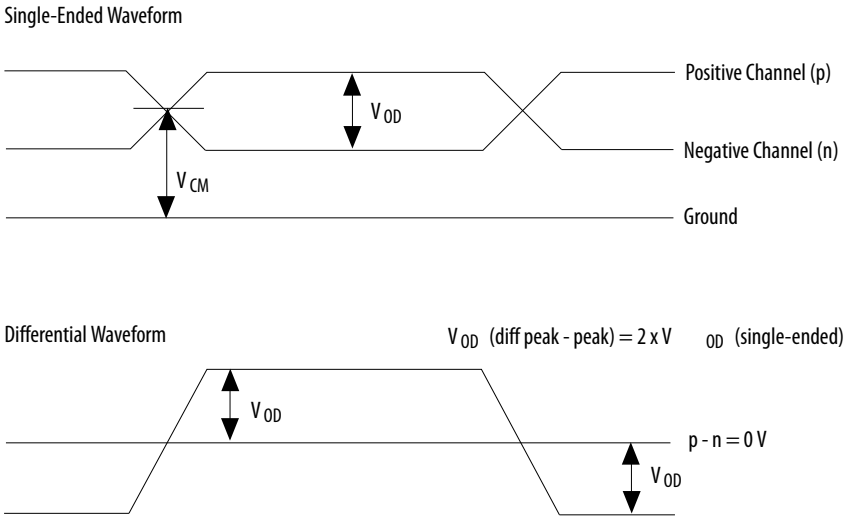 Single-Ended Waveform
Positive Channel (p)
V OD
Negative Channel (n)
V CM
Ground
Differential Waveform
V OD (diff peak - peak) = 2 x V OD (single-ended)
V OD
p - n = 0 V
V OD